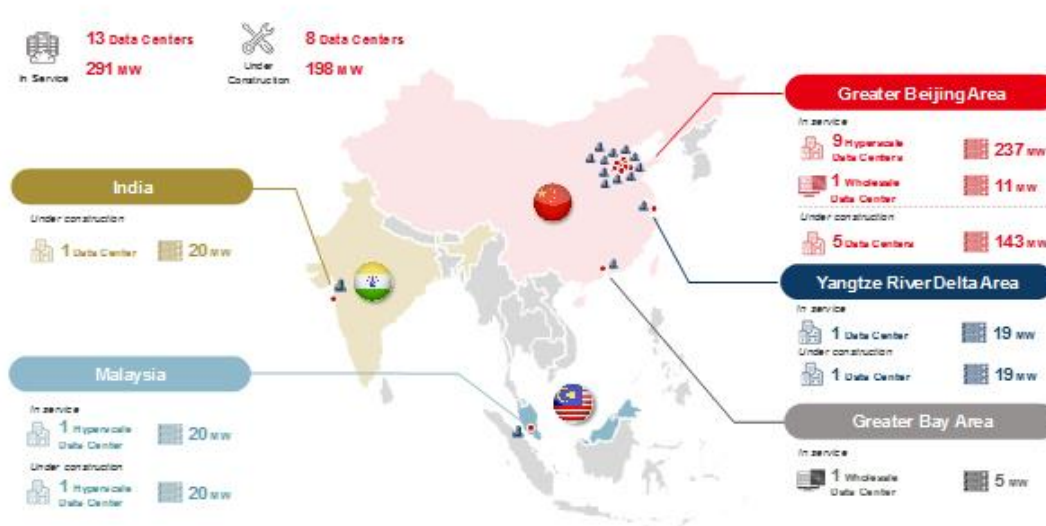 13 Data Centers
291 MW
In Service
8 Data Centers
198 MW
Under
Construction
India
Under construction
1 Data Center
20 MW
Malaysia
In service
1 Hyperscale
Data Center
20 MW
Under construction
1 Hyperscale
Data Center
20 MW
Greater Beijing Area
In service
9 Hyperscale
Data Centers
237 MW
1 Wholesale
Data Center
11 MW
Under construction
5 Data Centers
143 MW
Yangtze River Delta Area
In service
1 Data Center
19 MW
Under construction
1 Data Center
19 MW
Greater Bay Area
In service
1 Wholesale
Data Center
5 MW